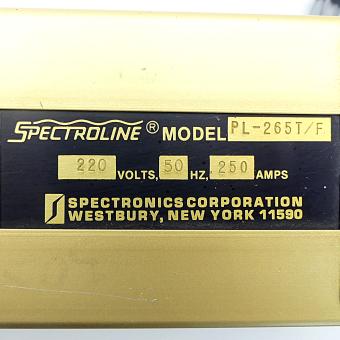 SPECTROLINE® MODEL PL-265T/F
220 VOLTS, 50 HZ, .250 AMPS
SPECTRONICS CORPORATION
WESTBURY, NEW YORK 11590